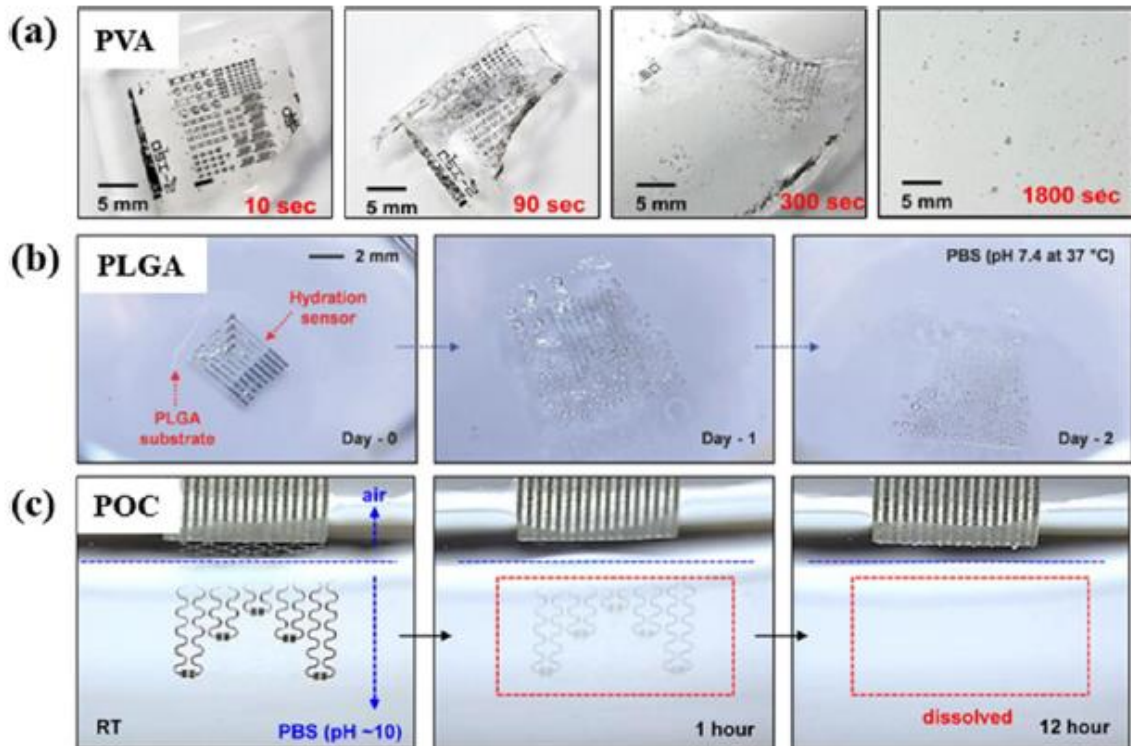 (a) PVA
5 mm 10 sec
5 mm 90 sec
5 mm 300 sec
5 mm 1800 sec
(b) PLGA
2 mm
Hydration
sensor
PLGA
substrate
Day - 0
Day - 1
PBS (pH 7.4 at 37 °C)
Day - 2
(c) POC
air
RT
PBS (pH ~10)
1 hour
dissolved
12 hour